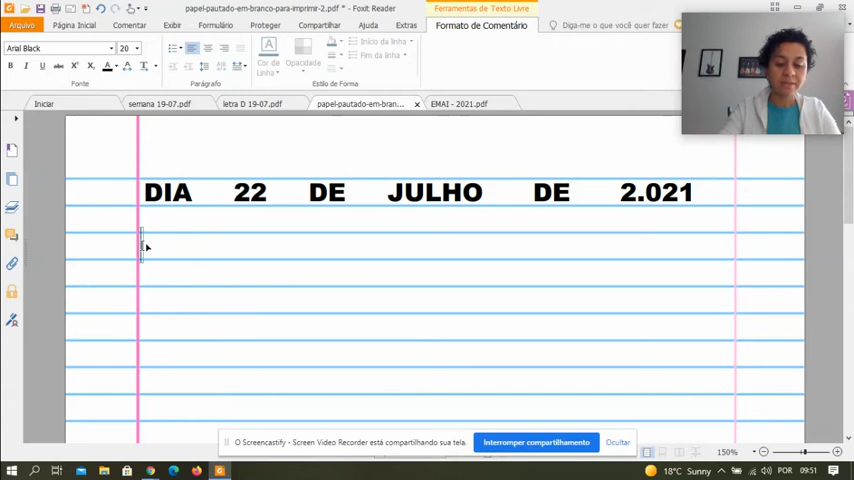 papel-pautado-em-branco-para-imprimir-2.pdf * - Foxit Reader
Ferramentas de Texto Livre
Arquivo Página Inicial Comentar Exibir Formulário Proteger Compartilhar Ajuda Extras Formato de Comentário Diga-me o que você quer fazer
Arial Black 20
Início da linha
Fim da linha
Cor de Linha Opacidade
Fonte Parágrafo Estilo de Forma
Iniciar semana 19-07.pdf letra D 19-07.pdf papel-pautado-em-bran... EMAI - 2021.pdf
DIA 22 DE JULHO DE 2.021
O Screencastify - Screen Video Recorder está compartilhando sua tela. Interromper compartilhamento Ocultar
150%
18°C Sunny POR 09:51